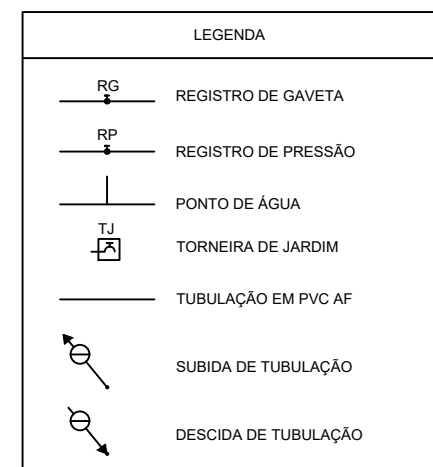 LEGENDA
RG
REGISTRO DE GAVETA
RP
REGISTRO DE PRESSÃO
PONTO DE ÁGUA
TJ
TORNEIRA DE JARDIM
TUBULAÇÃO EM PVC AF
SUBIDA DE TUBULAÇÃO
DESCIDA DE TUBULAÇÃO